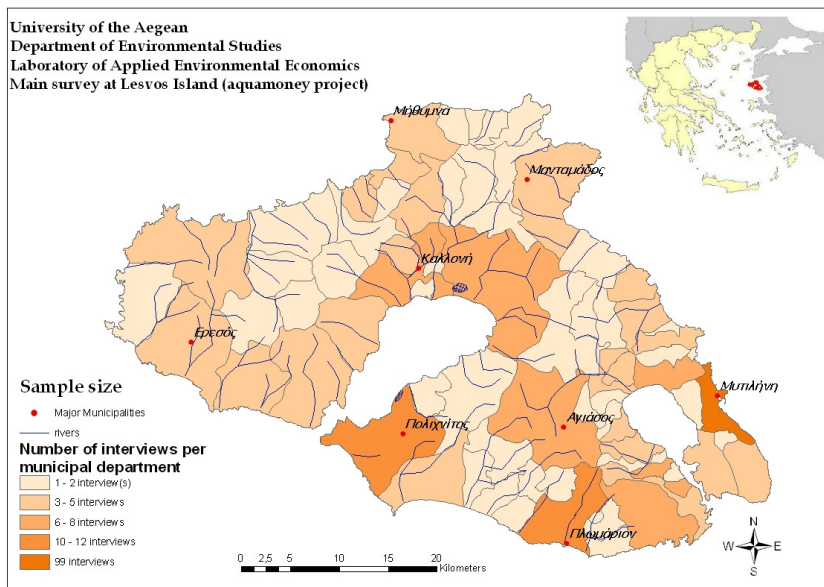 University of the Aegean
Department of Environmental Studies
Laboratory of Applied Environmental Economics
Main survey at Lesvos Island (aquamoney project)
Μήθυμνα
Μανταμάδος
Καλλονή
Ερεσός
Μυτιλήνη
Πολιχνίτος
Αγιάσος
Πλωμάριον
Sample size
Major Municipalities
rivers
Number of interviews per
municipal department
1 - 2 interview(s)
3 - 5 interviews
6 - 8 interviews
10 - 12 interviews
99 interviews
0 2,5 5 10 15 20
Kilometers
N
W E
S